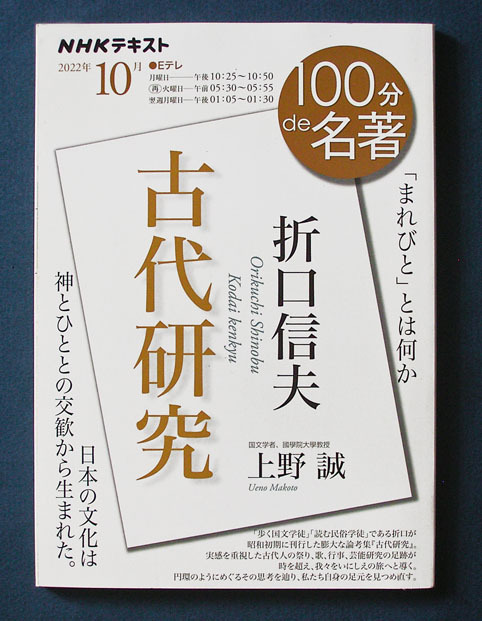 NHKテキスト
2022年 10月 ●Eテレ
月曜日——午後10:25〜10:50
再 火曜日—午前05:30〜05:55
翌週月曜日—午後01:05〜01:30
100分
de名著
「まれびと」とは何か
折口信夫
Orikuchi Shinobu
Kodai kenkyu
古代研究
国文学者、國學院大學教授
上野 誠
Ueno Makoto
日本の文化は
神とひととの交歓から生まれた。
「歩く国文学徒」「読む民俗学徒」である折口が
昭和初期に刊行した膨大な論考集『古代研究』。
実感を重視した古代人の祭り、歌、行事、芸能研究の足跡が
時を超え、我々をいにしえの旅へと導く。
円環のようにめぐるその思考を辿り、私たち自身の足元を見つめ直す。